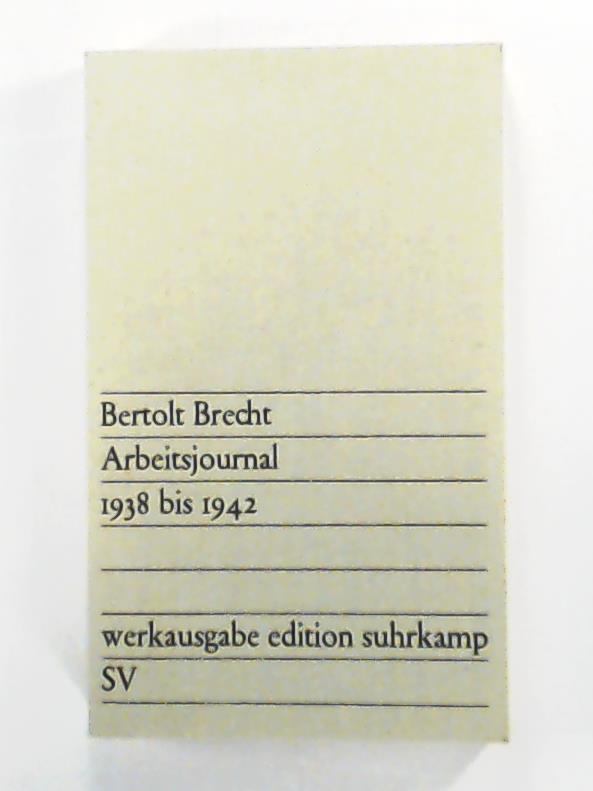 Bertolt Brecht
Arbeitsjournal
1938 bis 1942
werkausgabe edition suhrkamp
SV